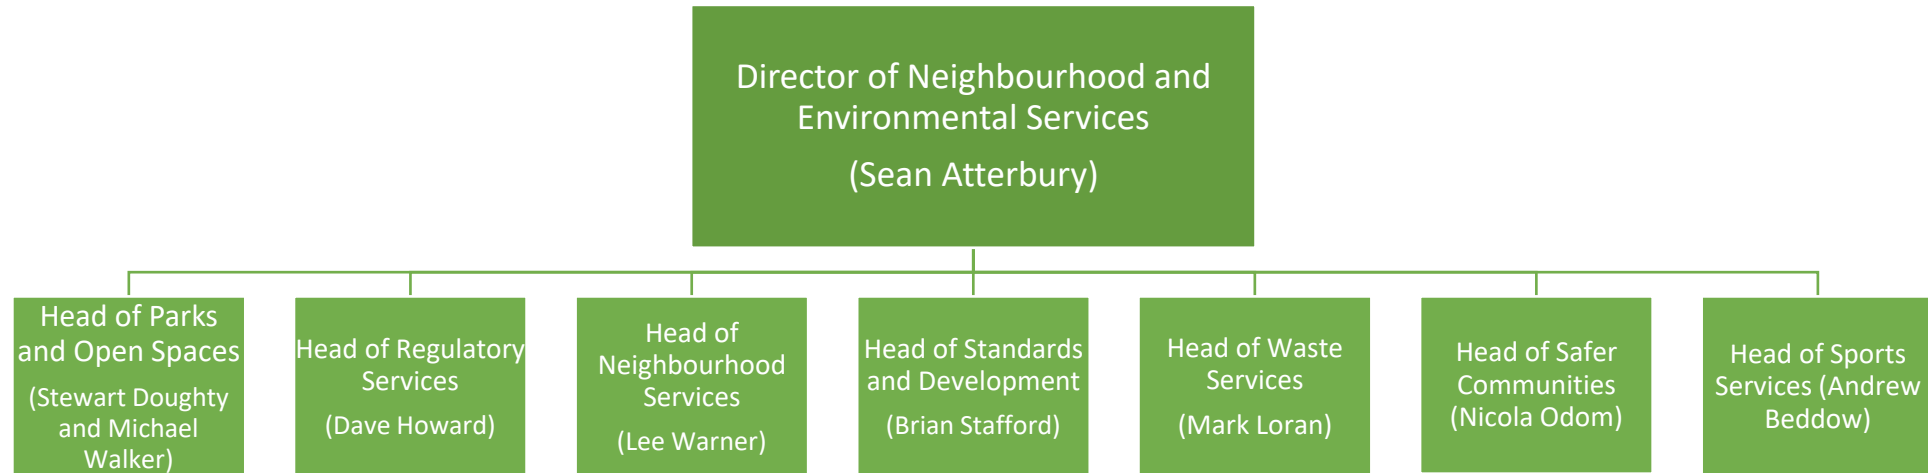 Director of Neighbourhood and
Environmental Services
(Sean Atterbury)
Head of Parks
and Open Spaces
(Stewart Doughty
and Michael
Walker)
Head of Regulatory
Services
(Dave Howard)
Head of
Neighbourhood
Services
(Lee Warner)
Head of Standards
and Development
(Brian Stafford)
Head of Waste
Services
(Mark Loran)
Head of Safer
Communities
(Nicola Odom)
Head of Sports
Services (Andrew
Beddow)